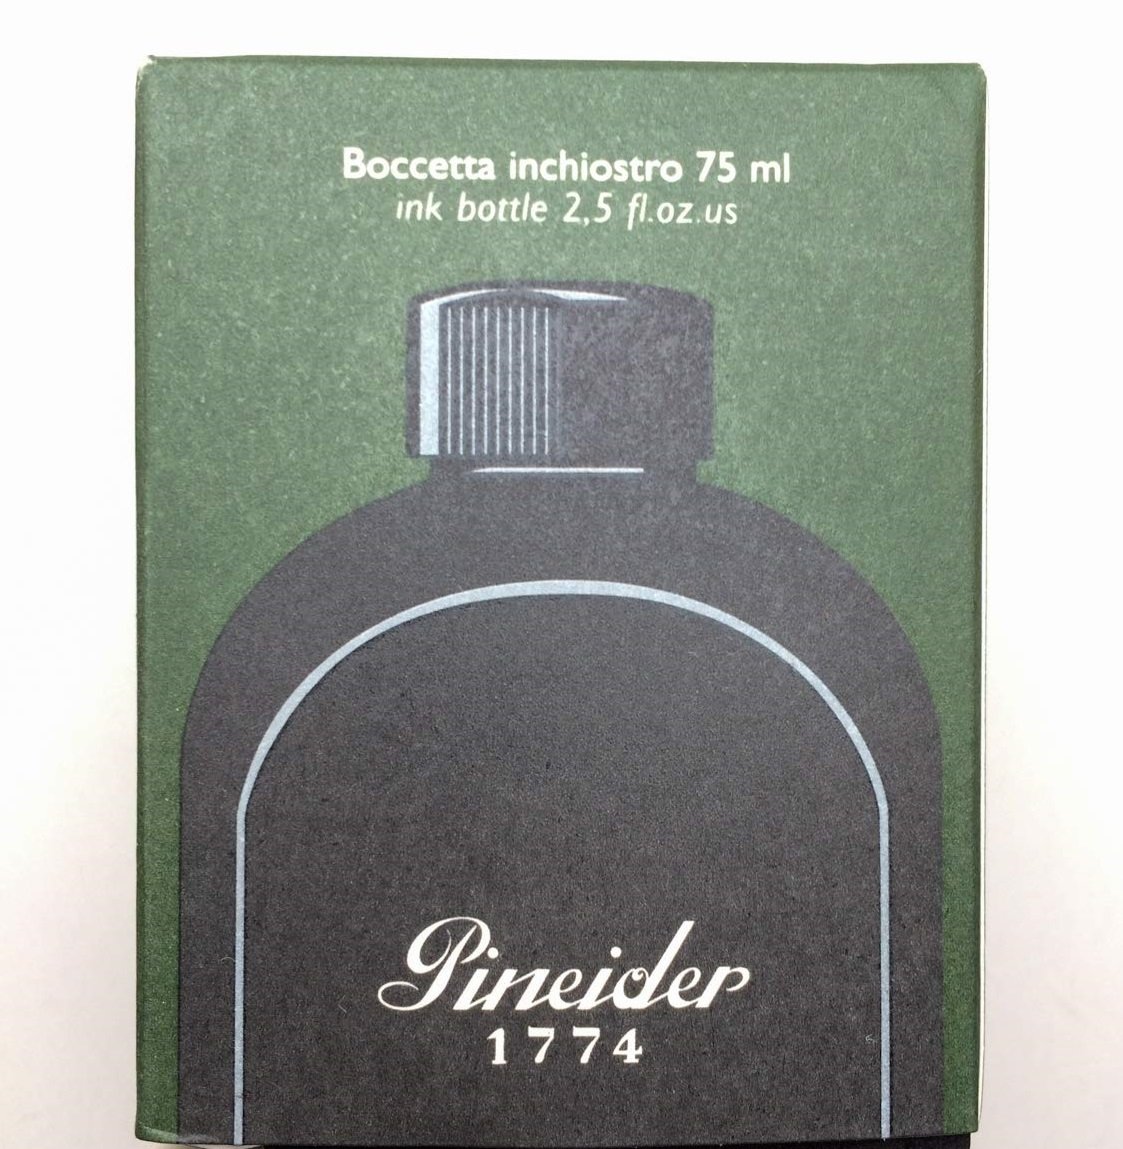 Boccetta inchiostro 75 ml
ink bottle 2,5 fl.oz.us
Pineider
1774